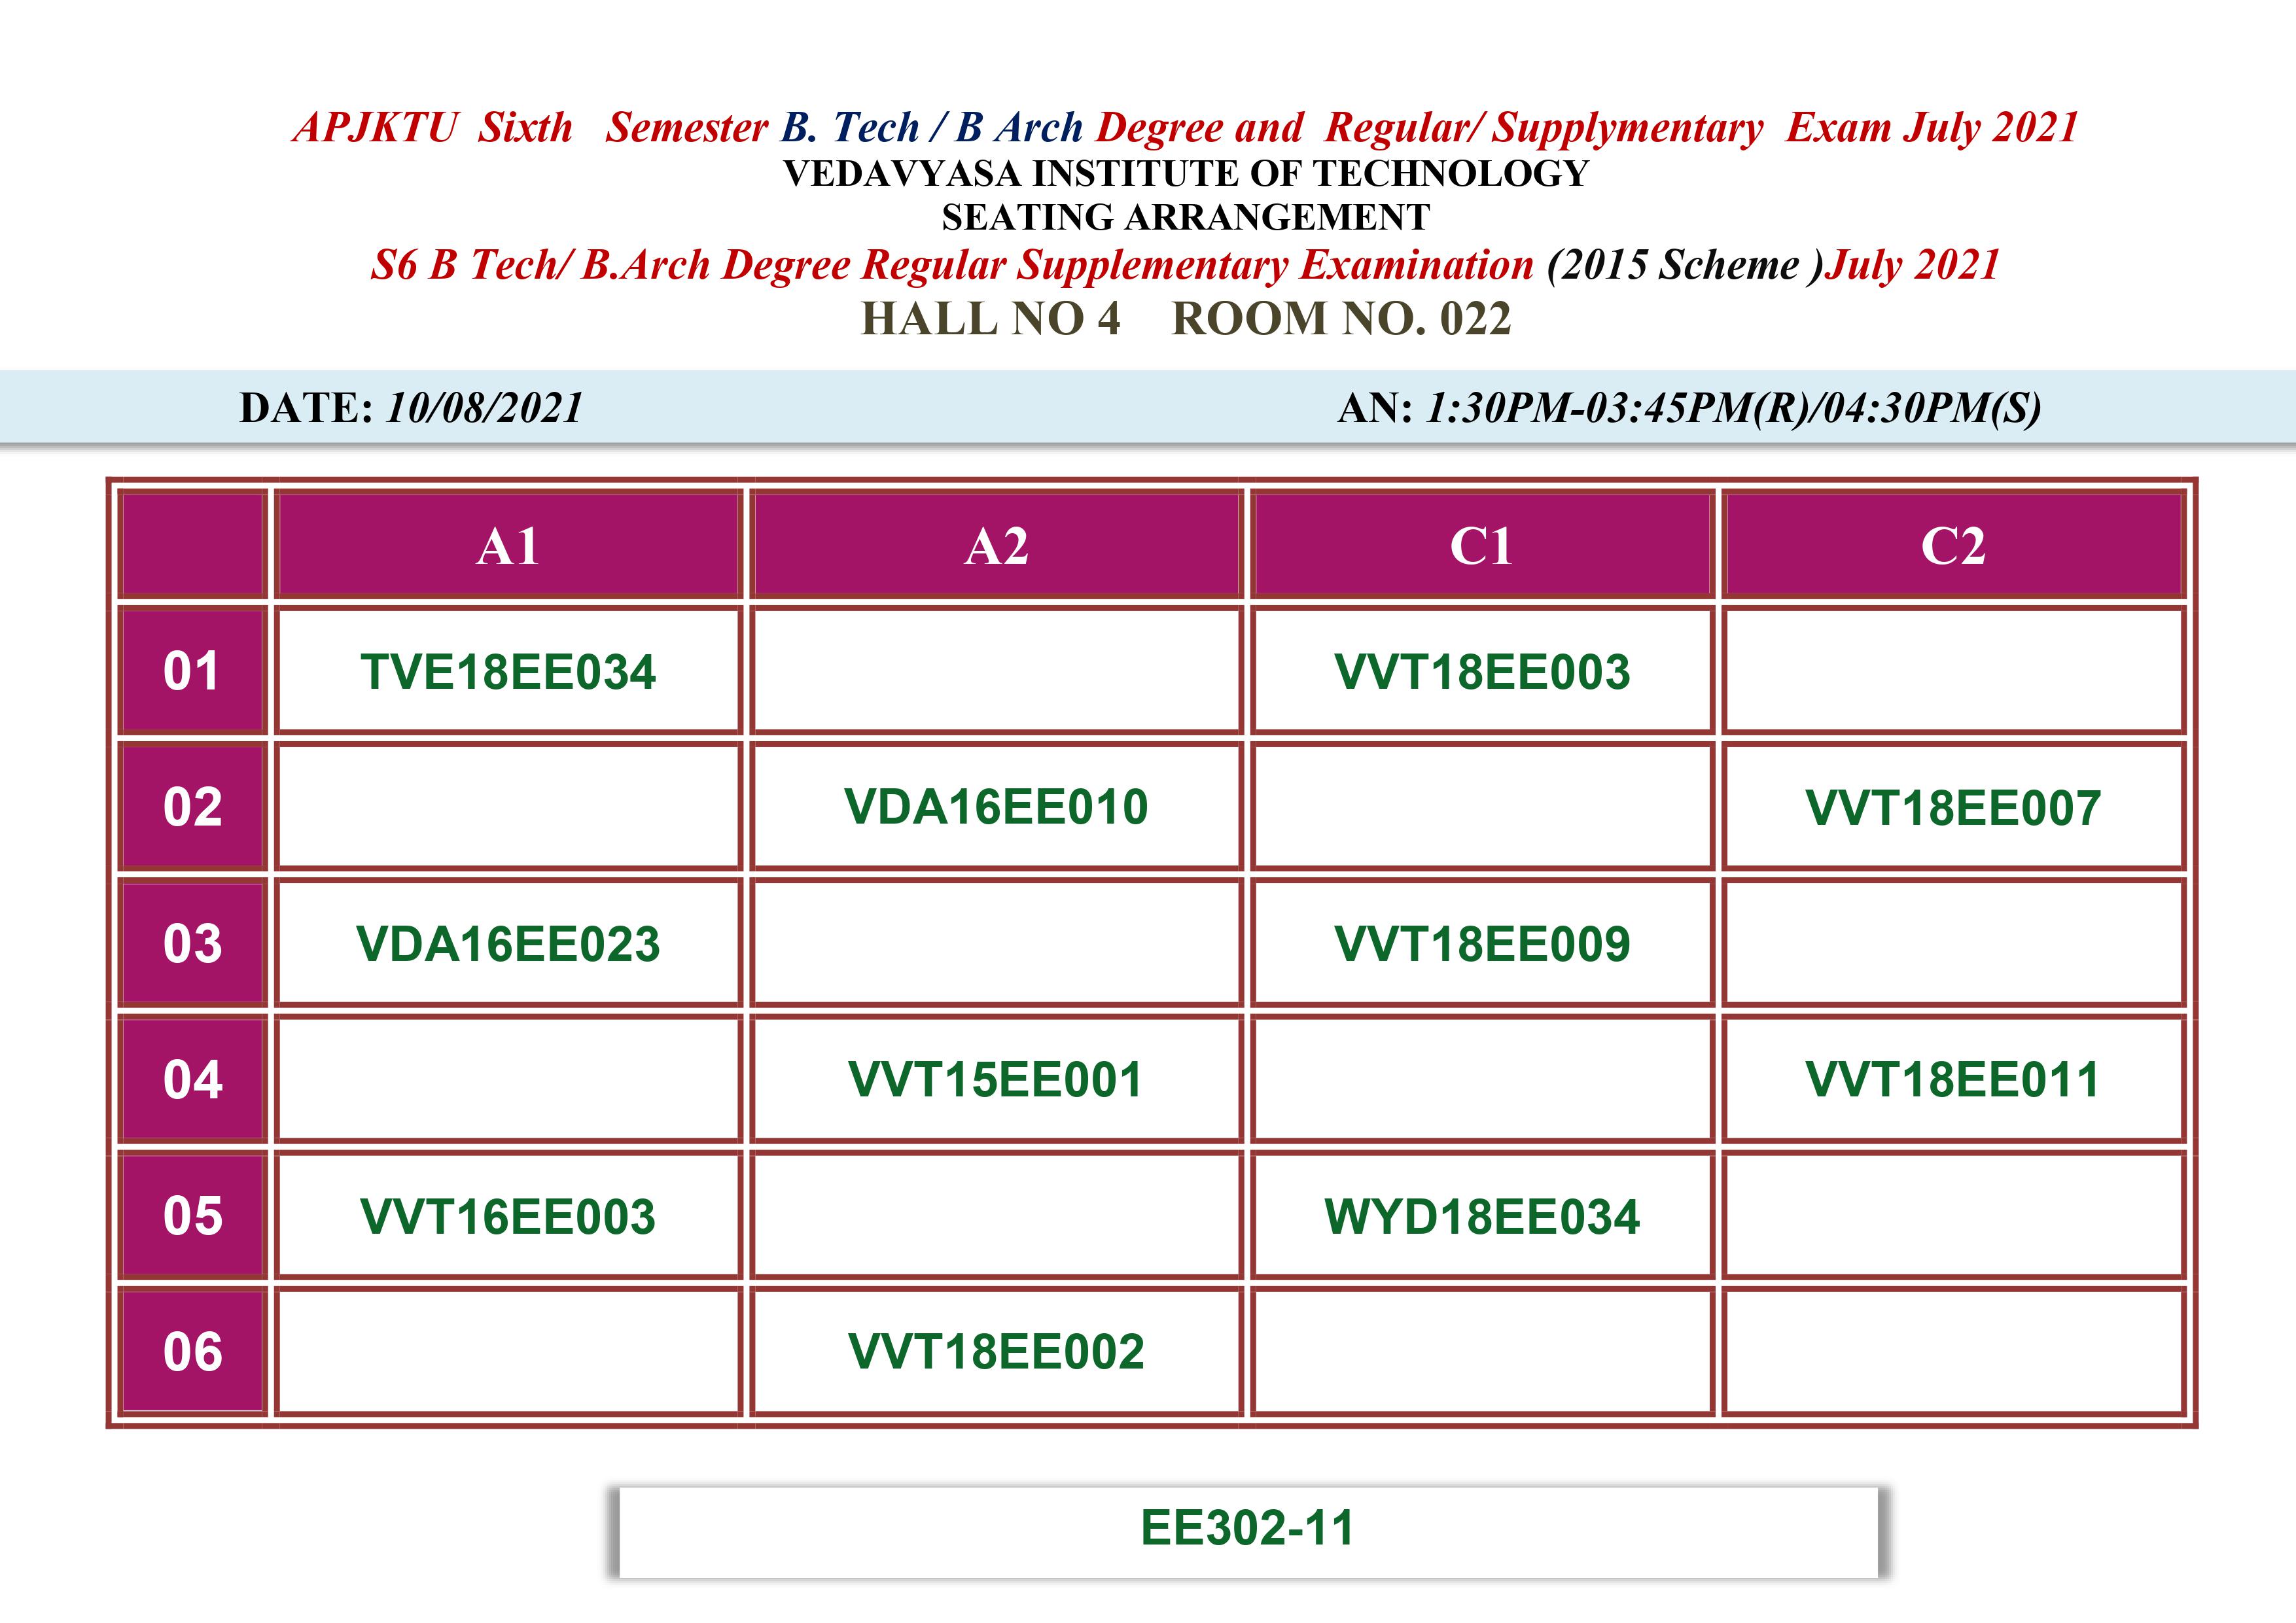 APJKTU Sixth Semester B. Tech / B Arch Degree and Regular/ Supplymentary Exam July 2021
VEDAVYASA INSTITUTE OF TECHNOLOGY
SEATING ARRANGEMENT
S6 B Tech/ B.Arch Degree Regular Supplementary Examination (2015 Scheme )July 2021
HALL NO 4 ROOM NO. 022
DATE: 10/08/2021 AN: 1:30PM-03:45PM(R)/04:30PM(S)
A1 A2 C1 C2
01 TVE18EE034 VVT18EE003
02 VDA16EE010 VVT18EE007
03 VDA16EE023 VVT18EE009
04 VVT15EE001 VVT18EE011
05 VVT16EE003 WYD18EE034
06 VVT18EE002
EE302-11